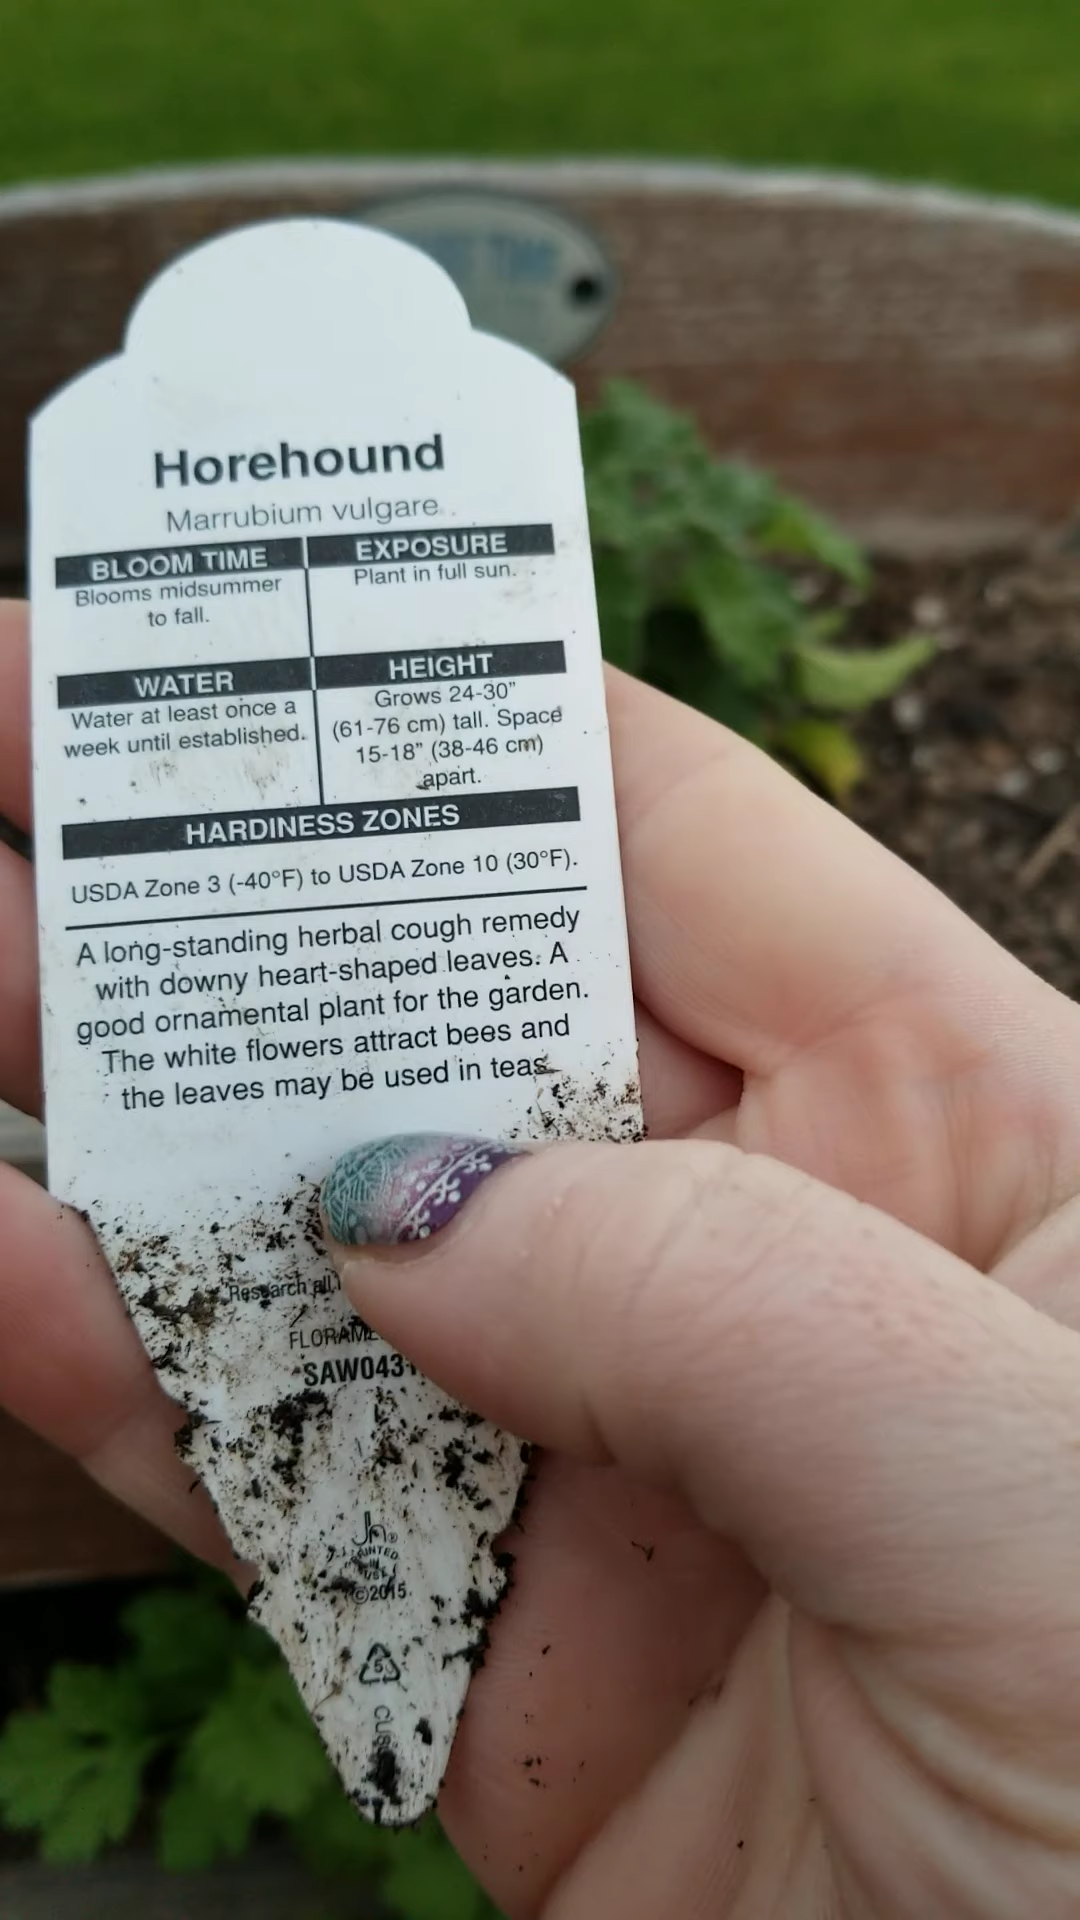 Horehound
Marrubium vulgare
BLOOM TIME
Blooms midsummer
to fall.
EXPOSURE
Plant in full sun.
WATER
Water at least once a
week until established.
HEIGHT
Grows 24-30"
(61-76 cm) tall. Space
15-18" (38-46 cm)
apart.
HARDINESS ZONES
USDA Zone 3 (-40°F) to USDA Zone 10 (30°F).
A long-standing herbal cough remedy
with downy heart-shaped leaves. A
good ornamental plant for the garden.
The white flowers attract bees and
the leaves may be used in teas
Research all
SAW043
PRINTED
IN
©2015
5